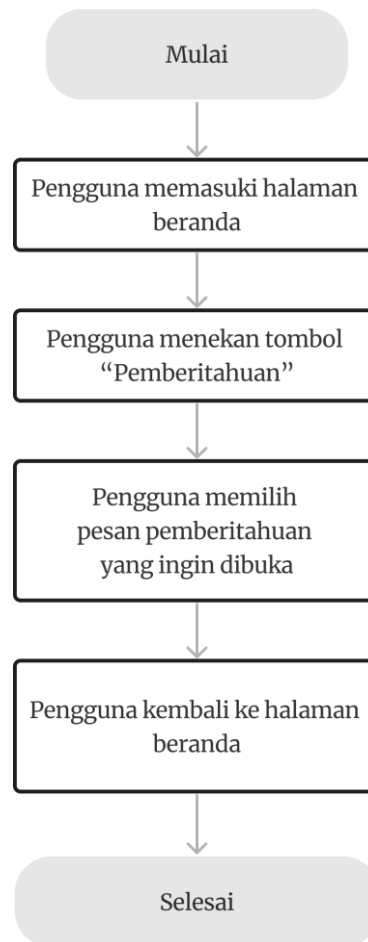 Mulai
Pengguna memasuki halaman
beranda
Pengguna menekan tombol
“Pemberitahuan”
Pengguna memilih
pesan pemberitahuan
yang ingin dibuka
Pengguna kembali ke halaman
beranda
Selesai